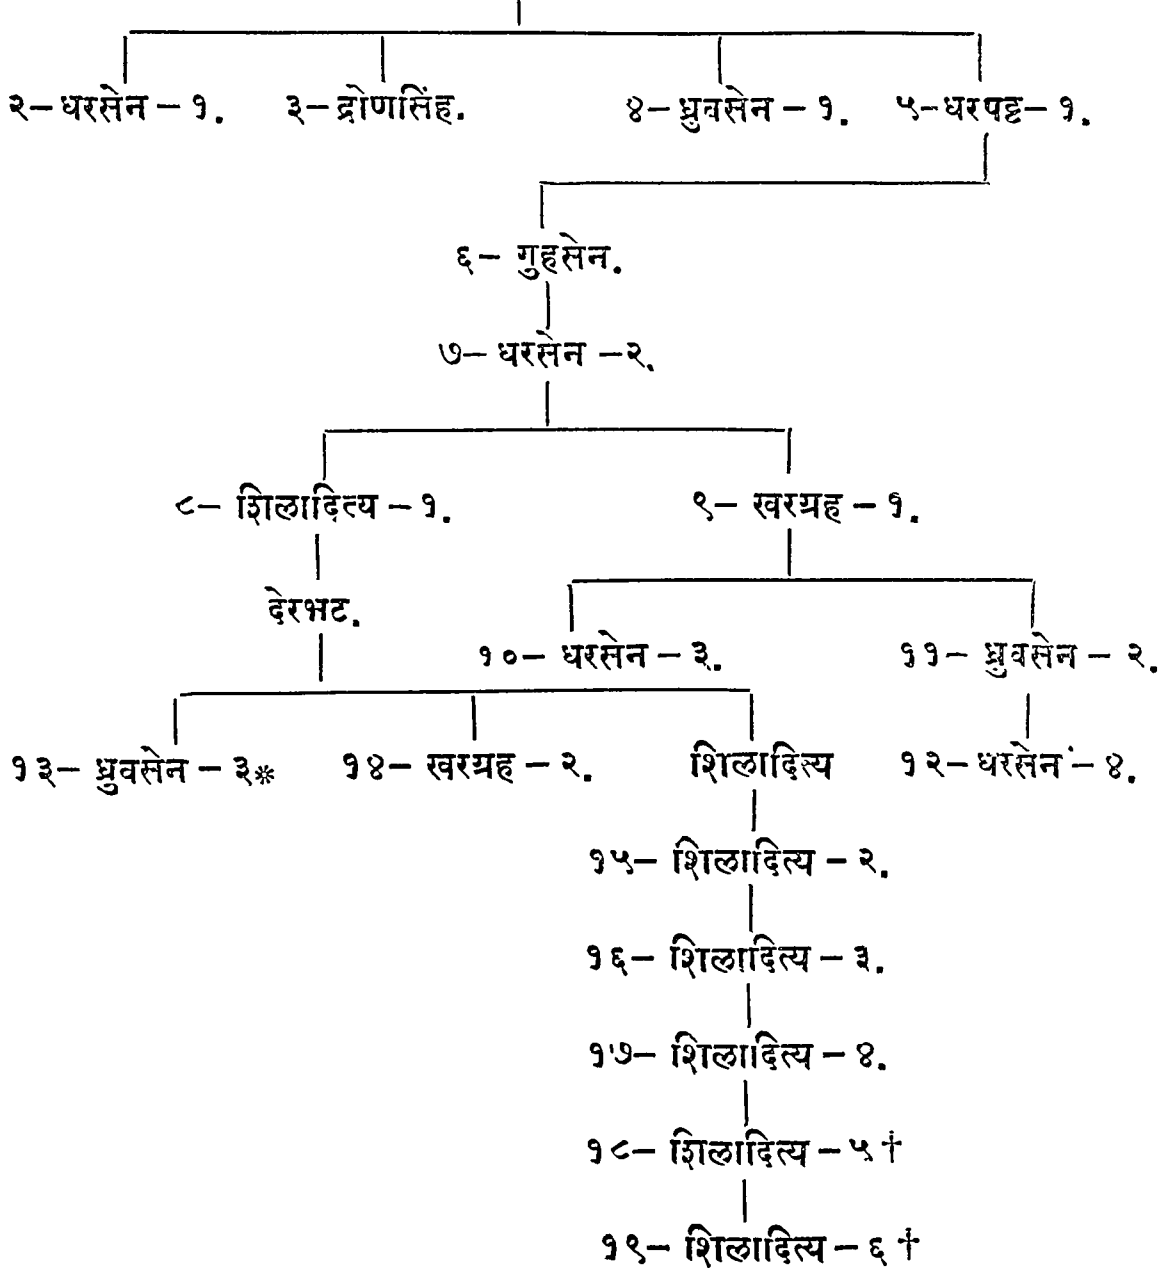 २–धरसेन – १. ३–द्रोणसिंह. ४–ध्रुवसेन – १. ५–धरपट्ट– १.
६– गुहसेन.
७– धरसेन –२.
८– शिलादित्य – १. ९– खरग्रह – १.
देरभट.
१०– धरसेन – ३. ११– ध्रुवसेन – २.
१३– ध्रुवसेन – ३* १४– खरग्रह – २. शिलादित्य १२–धरसेन – ४.
१५– शिलादित्य – २.
१६– शिलादित्य – ३.
१७– शिलादित्य – ४.
१८– शिलादित्य – ५ †
१९– शिलादित्य – ६ †